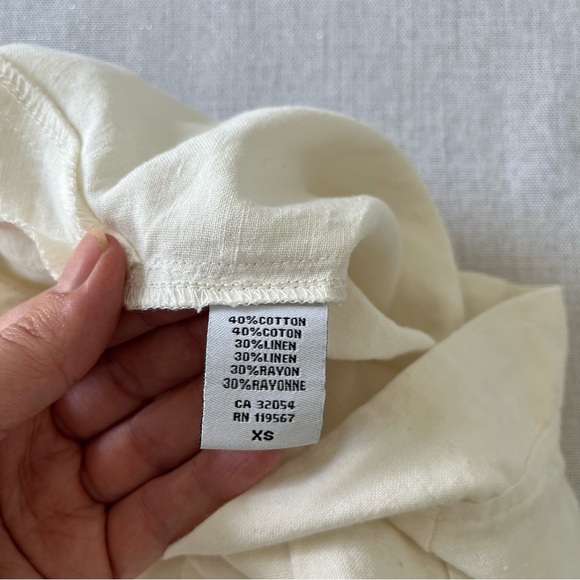 40%COTTON
40%COTON
30%LINEN
30%LINEN
30%RAYON
30%RAYONNE
CA 32054
RN 119567
XS